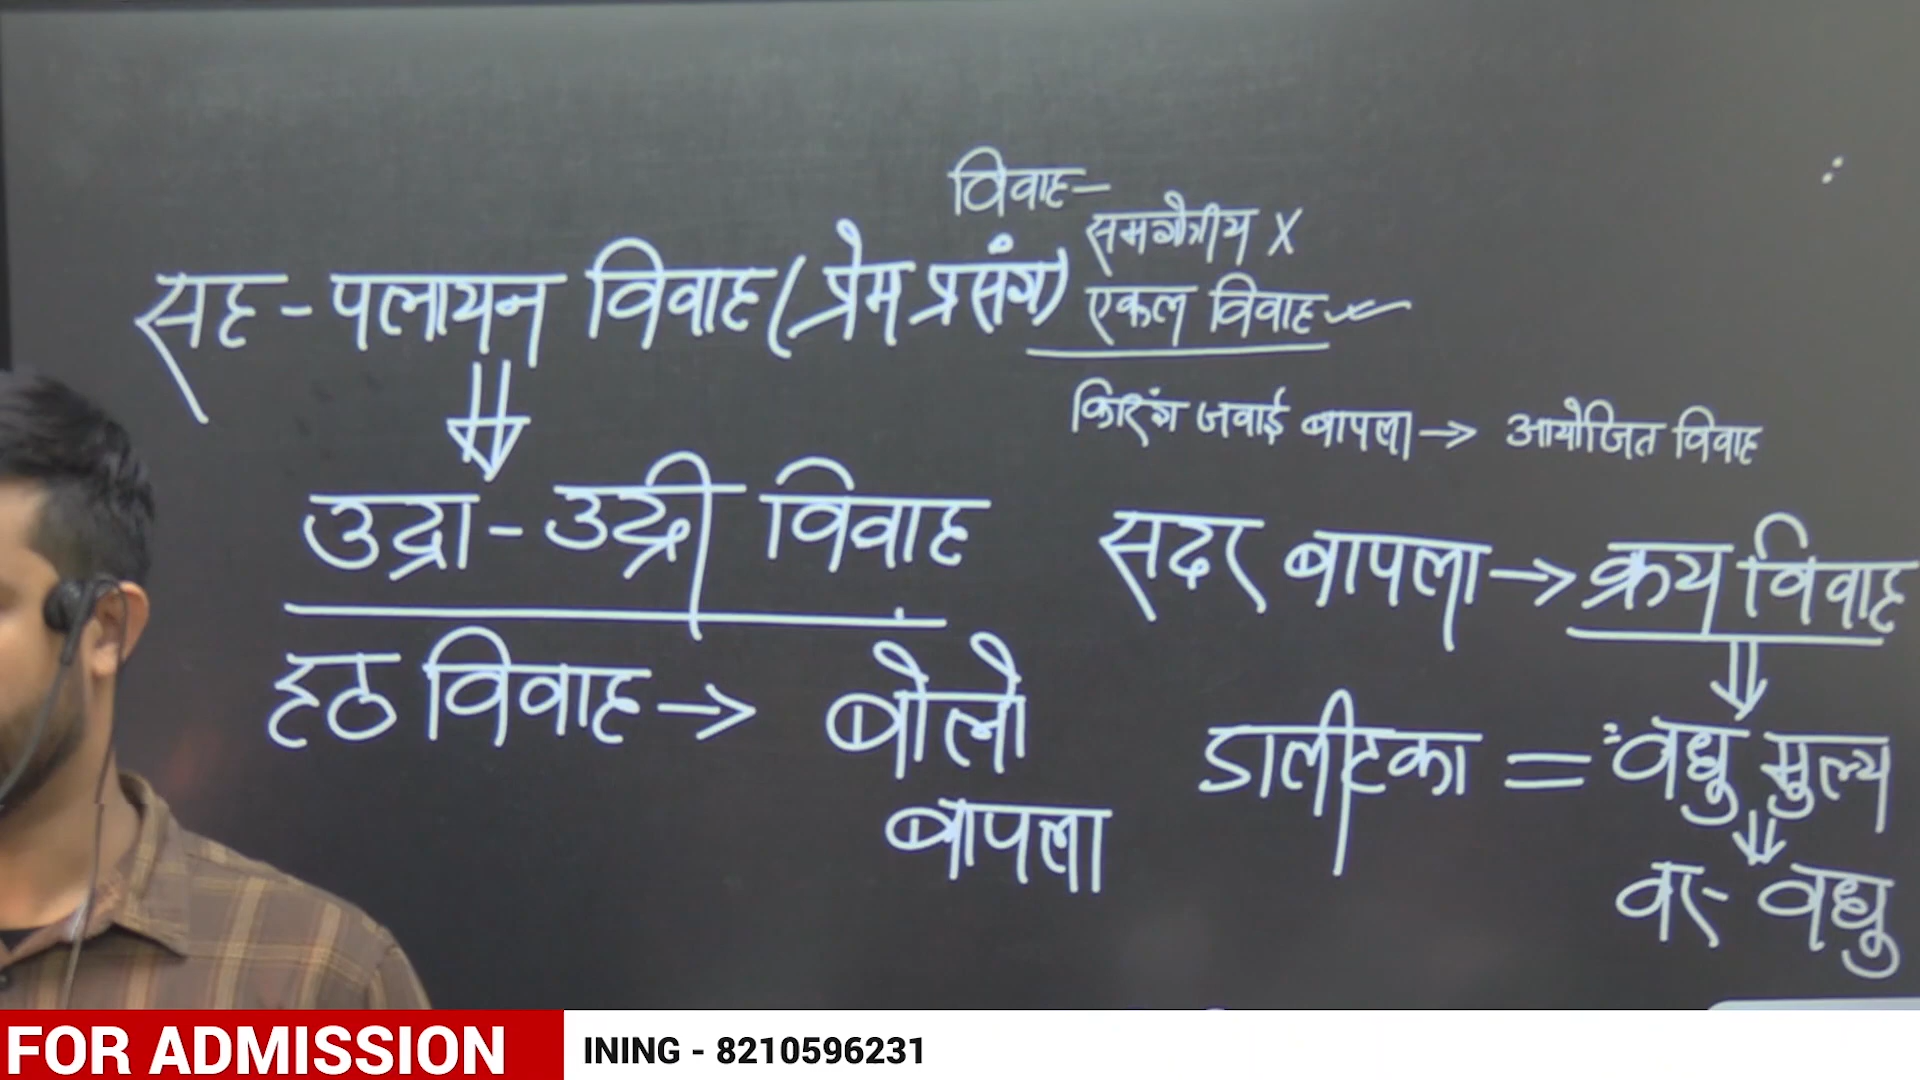 विवाह-
समगोत्रीय X
सह-पलायन विवाह(प्रेम प्रसंग)
एकल विवाह
किरिंग जवाई बापला → आयोजित विवाह
उद्रा-उद्री विवाह
सदर बापला → क्रय विवाह
हठ विवाह → बोलो
बापला
डालीटका = वधु मुल्य
वर-वधु
FOR ADMISSION
INING - 8210596231